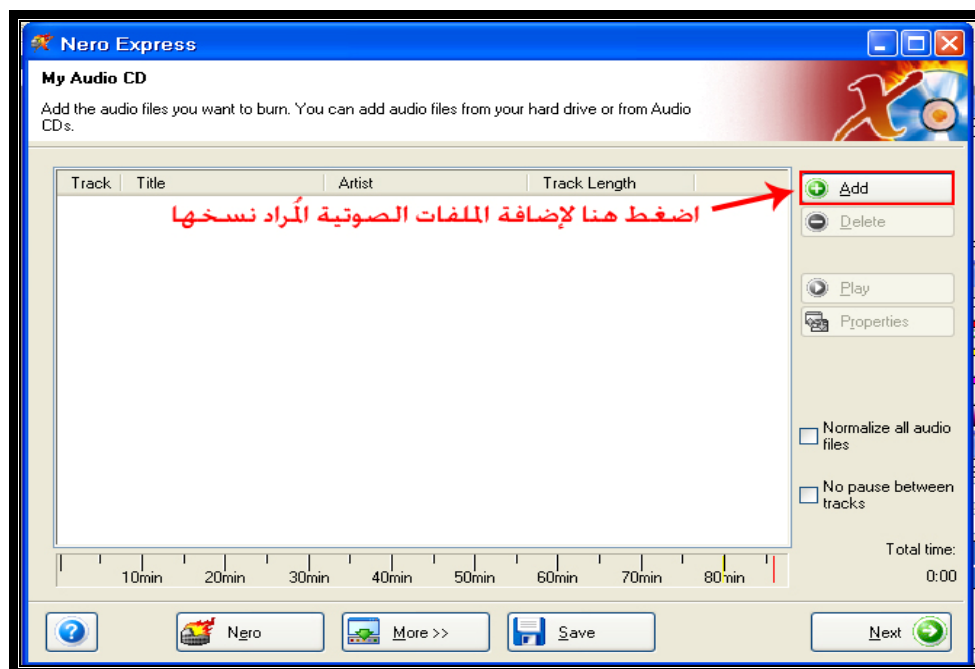 Nero Express
My Audio CD
Add the audio files you want to burn. You can add audio files from your hard drive or from Audio
CDs.
Track Title Artist Track Length
اضغط هنا لإضافة الملفات الصوتية المُراد نسخها
Add
Delete
Play
Properties
Normalize all audio
files
No pause between
tracks
Total time:
0:00
10min 20min 30min 40min 50min 60min 70min 80min
Nero
More >>
Save
Next